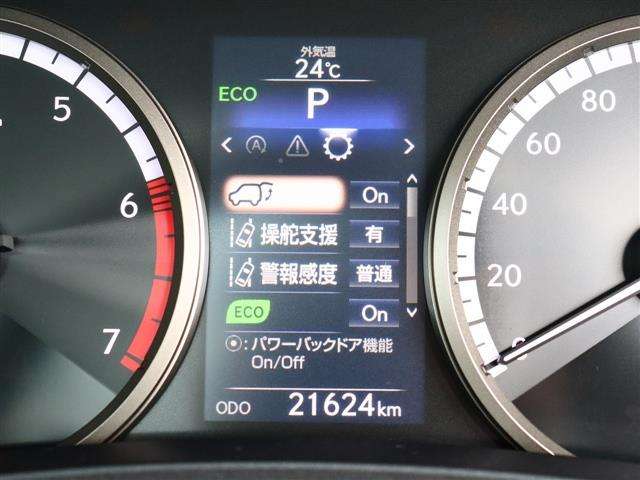 外気温
24℃
ECO
P
A
On
操舵支援 有
警報感度 普通
ECO On
:パワーバックドア機能
On/Off
ODO 21624km
5
6
7
80
60
40
20
0